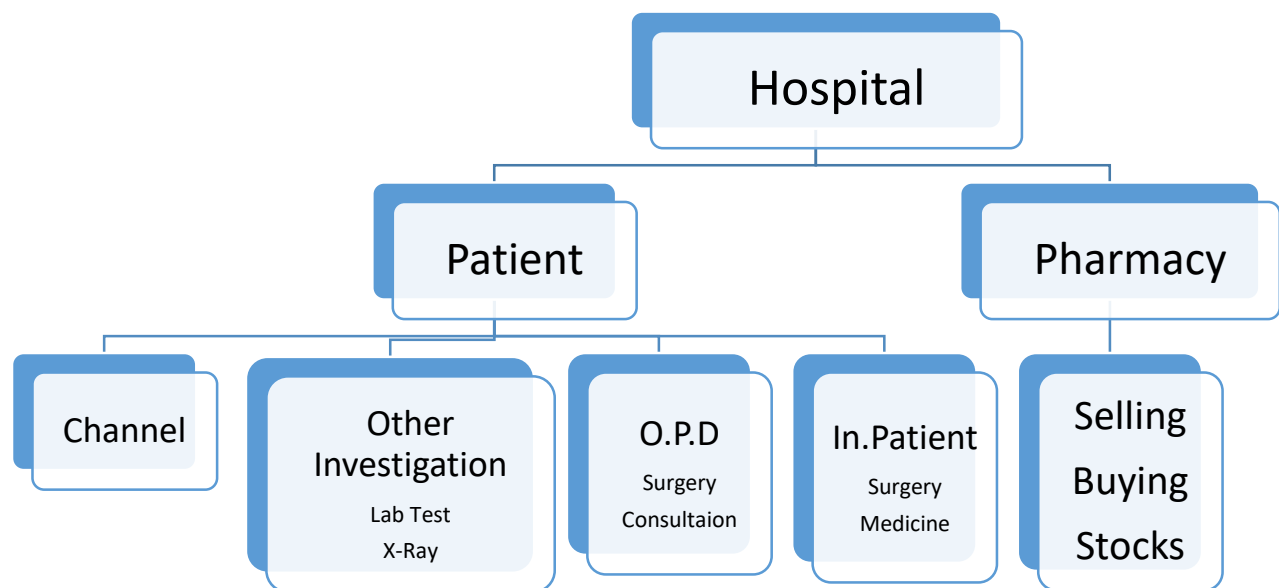 Hospital
Patient
Pharmacy
Channel
Other
Investigation
Lab Test
X-Ray
O.P.D
Surgery
Consultaion
In.Patient
Surgery
Medicine
Selling
Buying
Stocks